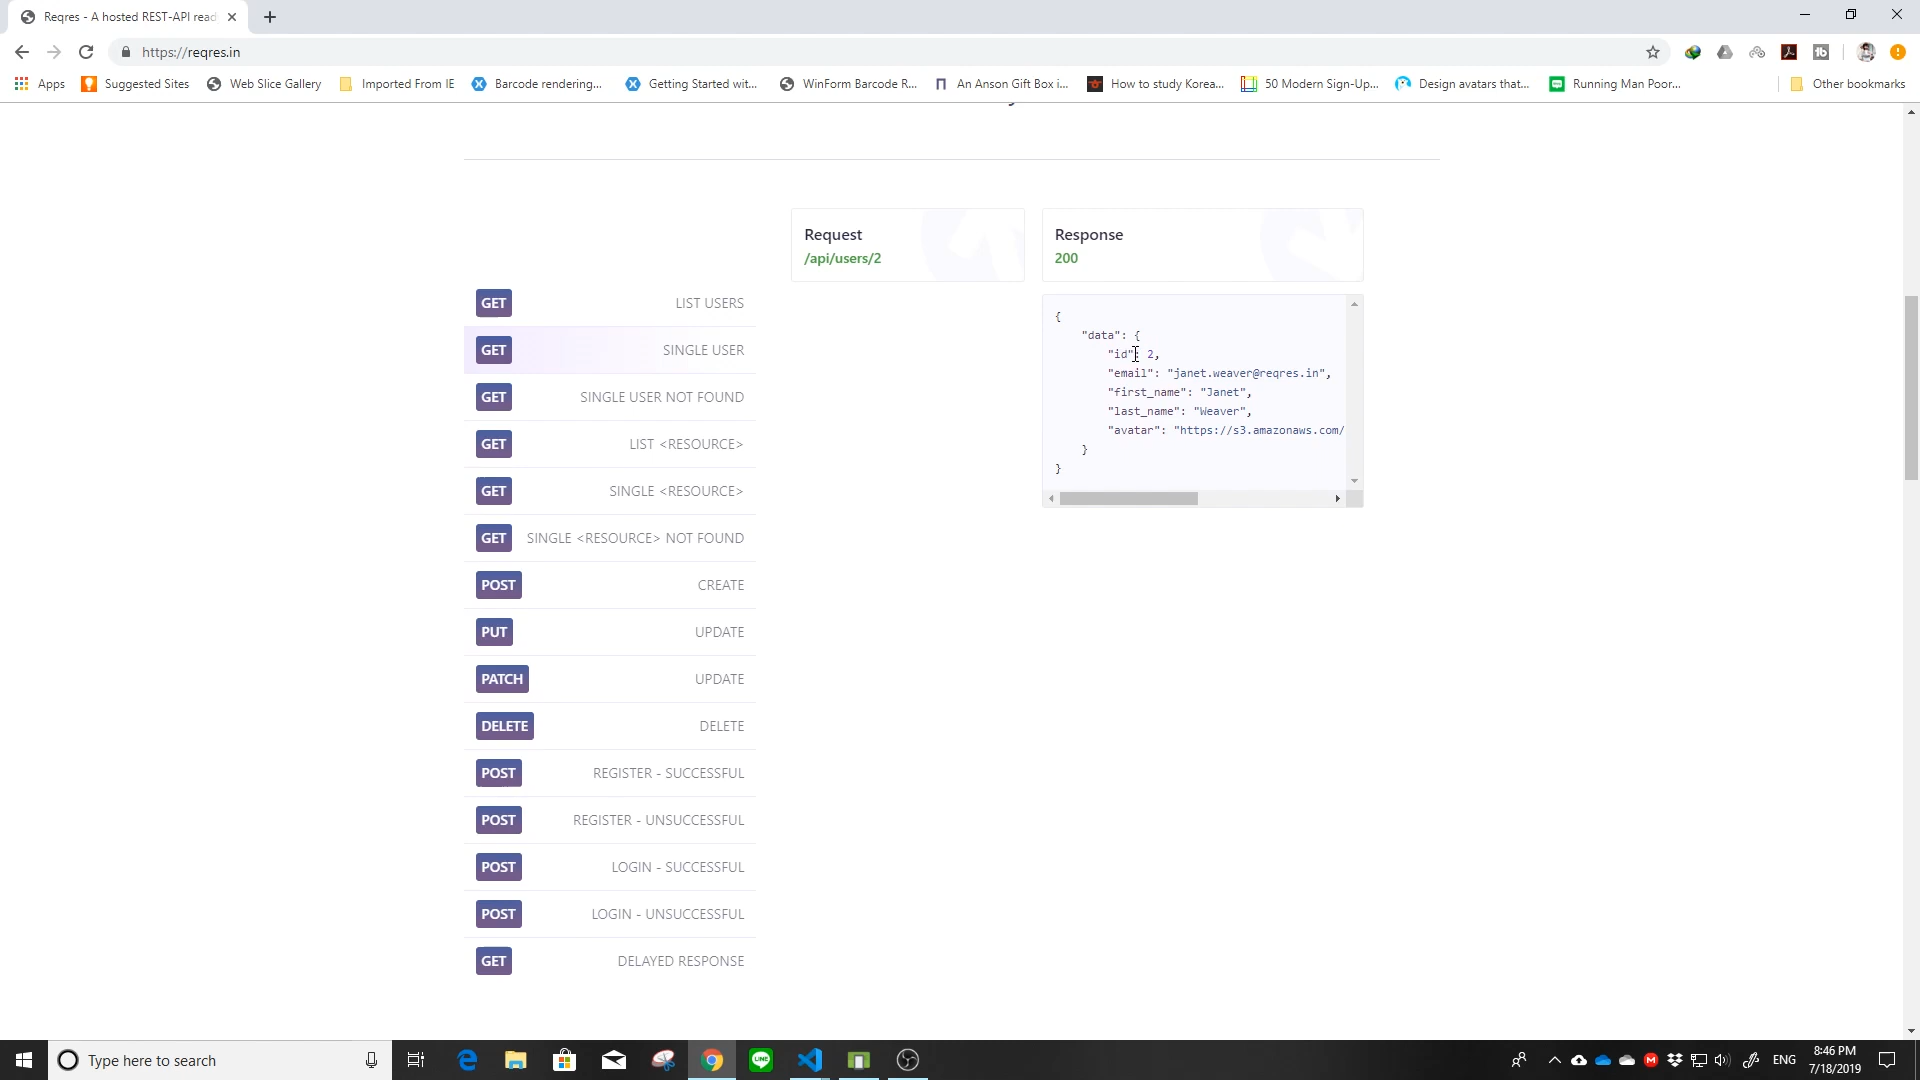 Reqres - A hosted REST-API read
https://reqres.in
Apps
Suggested Sites
Web Slice Gallery
Imported From IE
Barcode rendering...
Getting Started wit...
WinForm Barcode R...
An Anson Gift Box i...
How to study Korea...
50 Modern Sign-Up...
Design avatars that...
Running Man Poor...
Other bookmarks
Request
/api/users/2
Response
200
GET LIST USERS
GET SINGLE USER
GET SINGLE USER NOT FOUND
GET LIST <RESOURCE>
GET SINGLE <RESOURCE>
GET SINGLE <RESOURCE> NOT FOUND
POST CREATE
PUT UPDATE
PATCH UPDATE
DELETE DELETE
POST REGISTER - SUCCESSFUL
POST REGISTER - UNSUCCESSFUL
POST LOGIN - SUCCESSFUL
POST LOGIN - UNSUCCESSFUL
GET DELAYED RESPONSE
{
"data": {
"id": 2,
"email": "janet.weaver@reqres.in",
"first_name": "Janet",
"last_name": "Weaver",
"avatar": "https://s3.amazonaws.com/
}
}
Type here to search
LINE
ENG
8:46 PM
7/18/2019